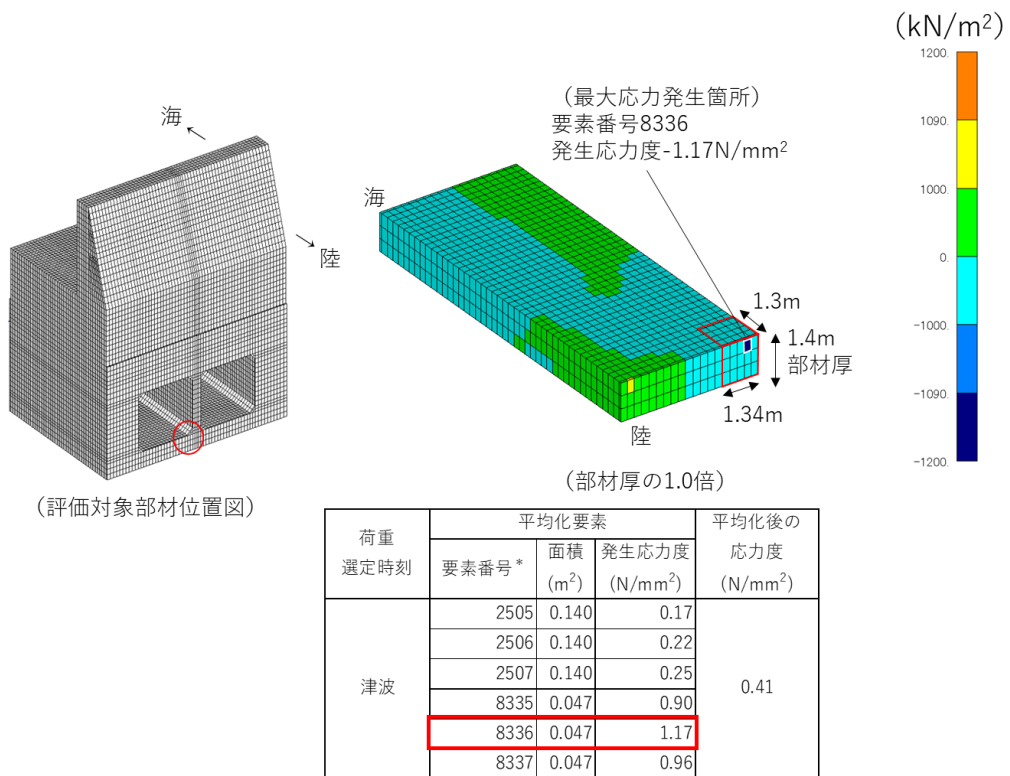 (kN/m²)
1200.
1090.
1000.
0.
-1000.
-1090.
-1200.
海
陸
(評価対象部材位置図)
(最大応力発生箇所)
要素番号8336
発生応力度-1.17N/mm²
海
1.3m
1.4m
部材厚
1.34m
陸
(部材厚の1.0倍)
荷重
選定時刻
平均化要素
平均化後の
応力度
(N/mm²)
要素番号*
面積
(m²)
発生応力度
(N/mm²)
津波
2505 0.140 0.17
2506 0.140 0.22
2507 0.140 0.25
8335 0.047 0.90
8336 0.047 1.17
8337 0.047 0.96
0.41